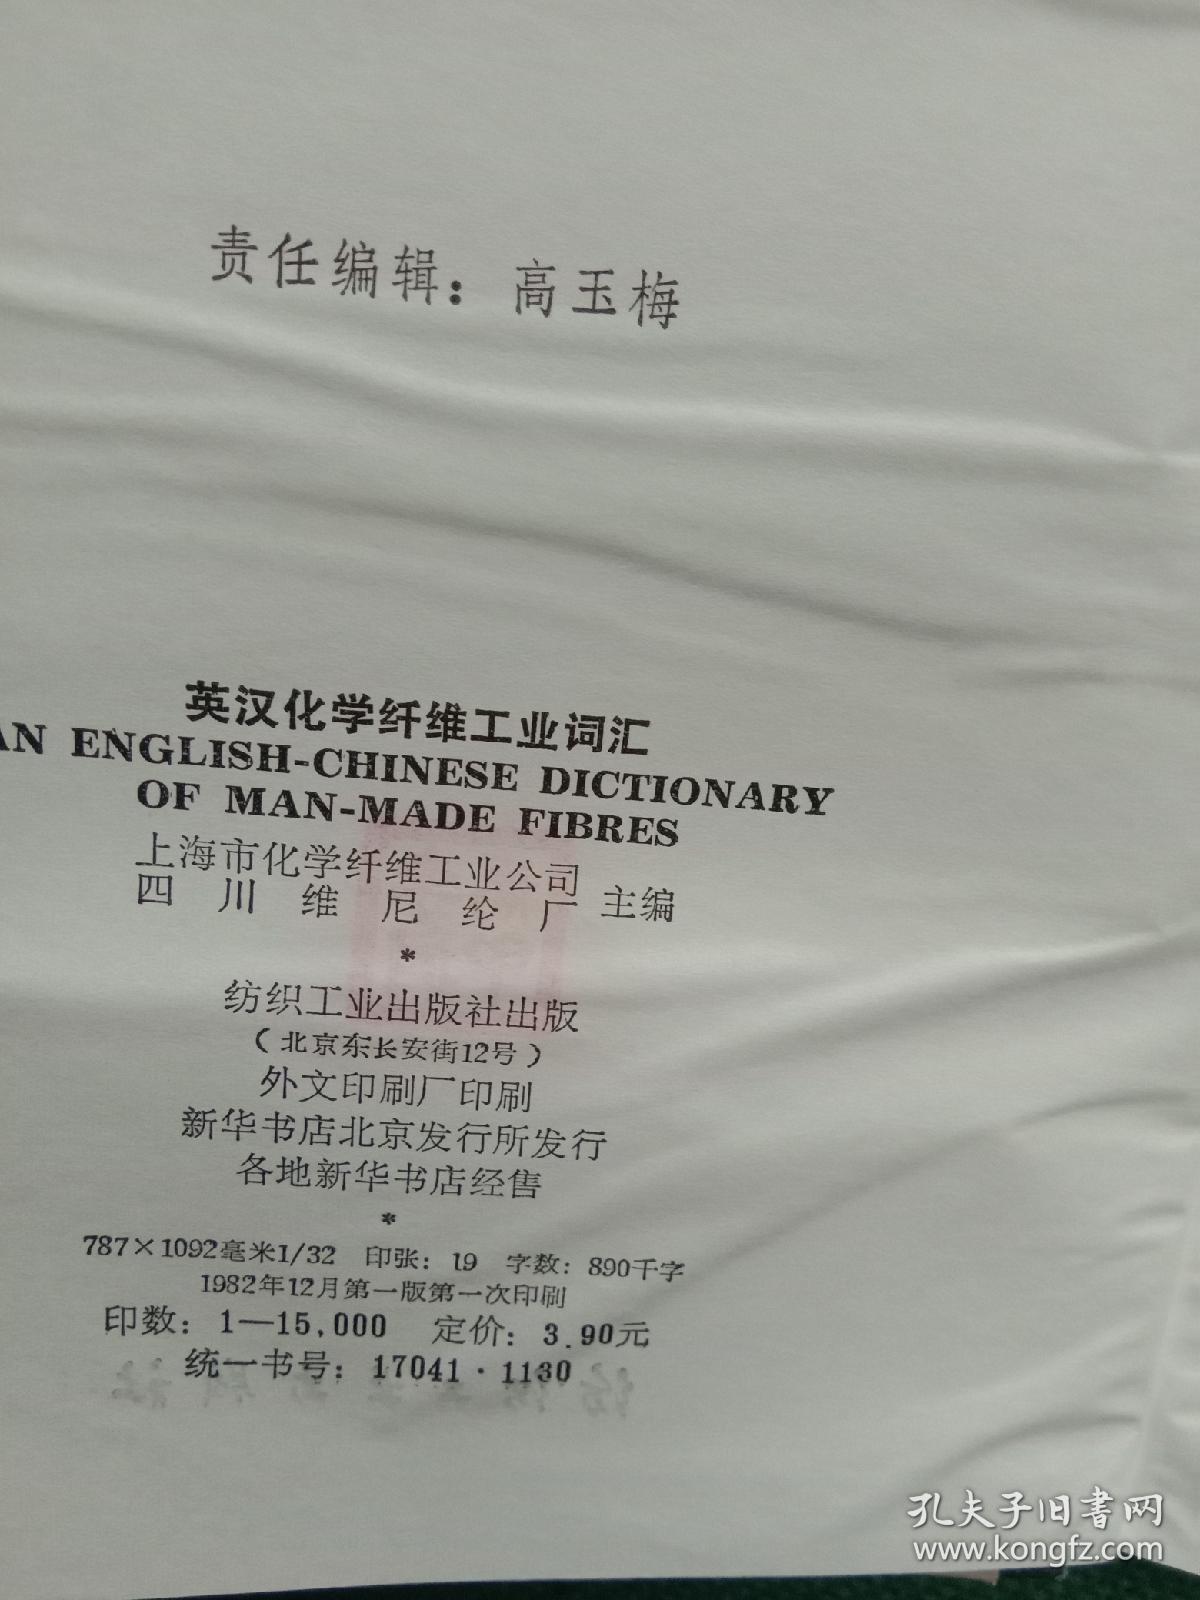 责任编辑：高玉梅
英汉化学纤维工业词汇
AN ENGLISH-CHINESE DICTIONARY
OF MAN-MADE FIBRES
上海市化学纤维工业公司
四川维尼纶厂 主编
*
纺织工业出版社出版
（北京东长安街12号）
外文印刷厂印刷
新华书店北京发行所发行
各地新华书店经售
*
787×1092毫米1/32 印张：19 字数：890千字
1982年12月第一版第一次印刷
印数：1—15,000 定价：3.90元
统一书号：17041·1130
孔夫子旧书网
www.kongfz.com